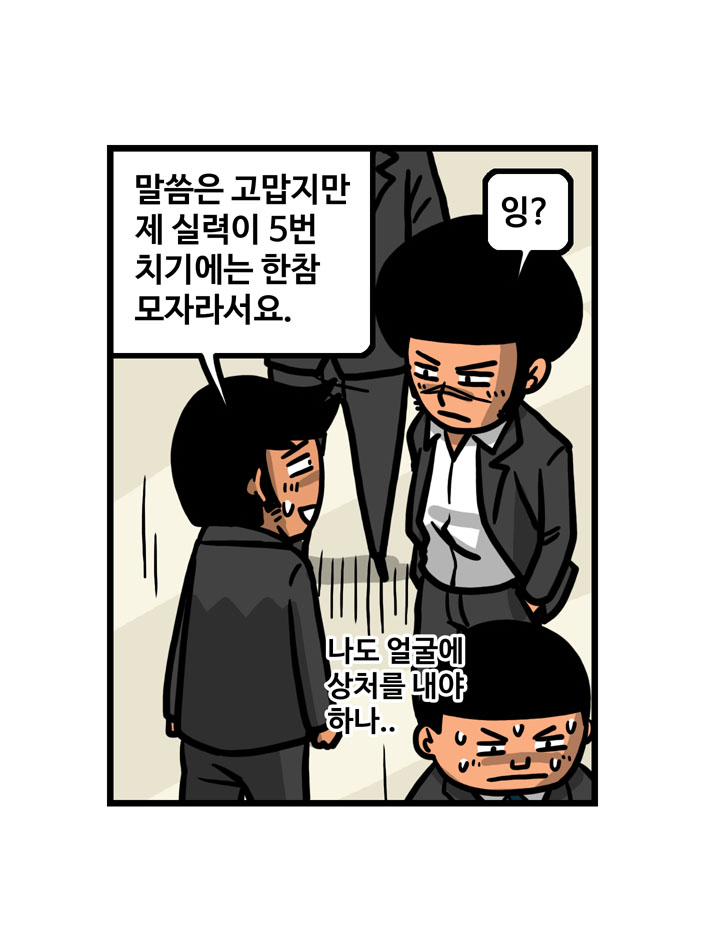 말씀은 고맙지만
제 실력이 5번
치기에는 한참
모자라서요.
잉?
나도 얼굴에
상처를 내야
하나..